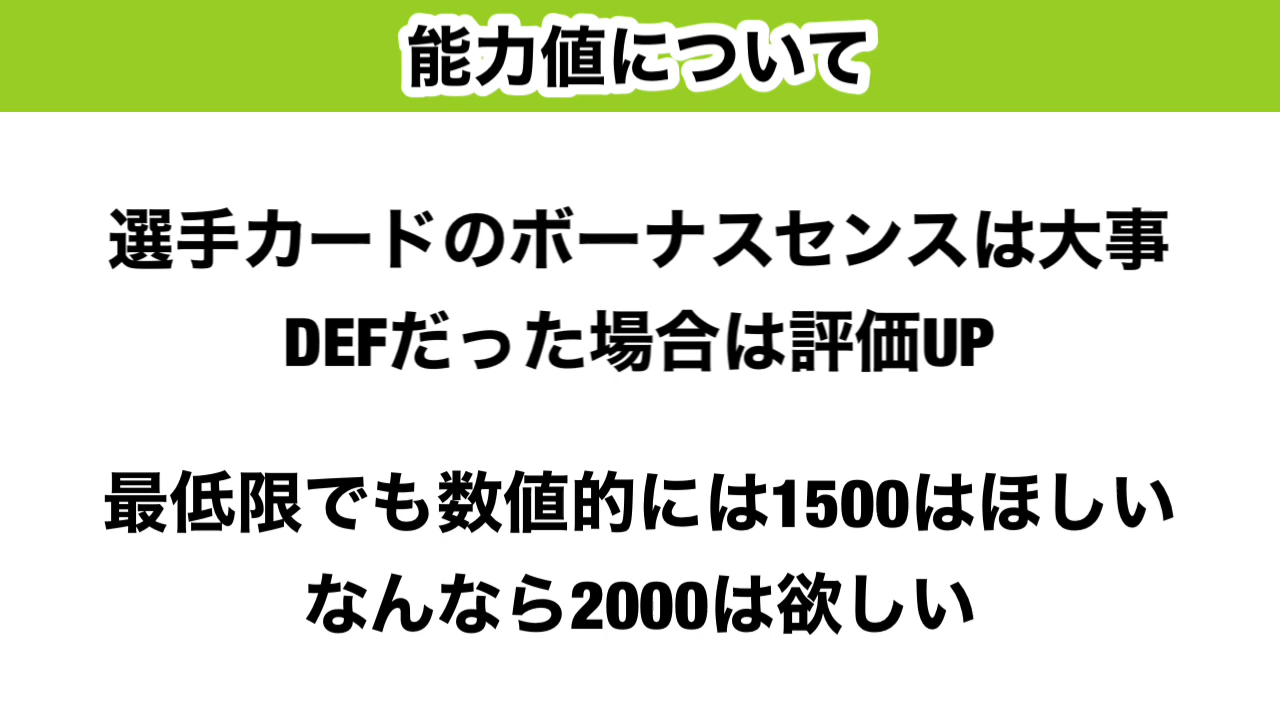 能力値について
選手カードのボーナスセンスは大事
DEFだった場合は評価UP
最低限でも数値的には1500はほしい
なんなら2000は欲しい